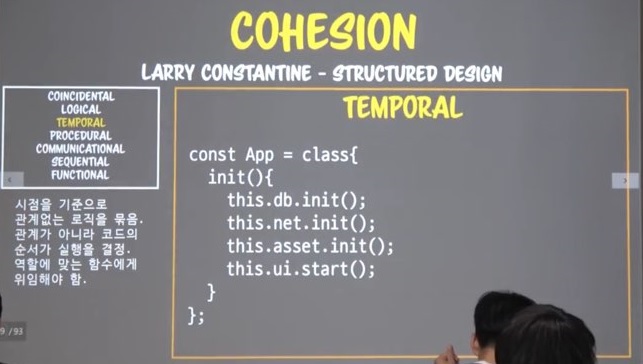 COHESION
LARRY CONSTANTINE - STRUCTURED DESIGN
COINCIDENTAL
LOGICAL
TEMPORAL
PROCEDURAL
COMMUNICATIONAL
SEQUENTIAL
FUNCTIONAL
시점을 기준으로
관계없는 로직을 묶음.
관계가 아니라 코드의
순서가 실행을 결정.
역할에 맞는 함수에게
위임해야 함.
TEMPORAL
const App = class{
init(){
this.db.init();
this.net.init();
this.asset.init();
this.ui.start();
}
};
9 / 93